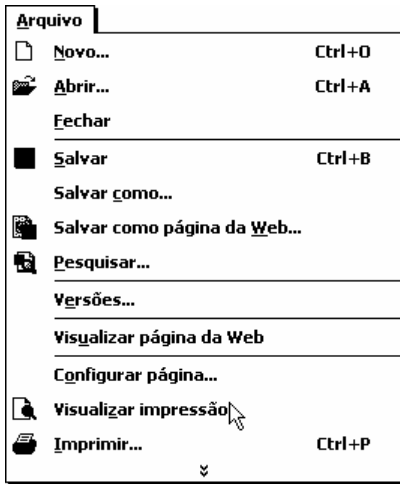 Arquivo
Novo... Ctrl+O
Abrir... Ctrl+A
Fechar
Salvar Ctrl+B
Salvar como...
Salvar como página da Web...
Pesquisar...
Versões...
Visualizar página da Web
Configurar página...
Visualizar impressão
Imprimir... Ctrl+P